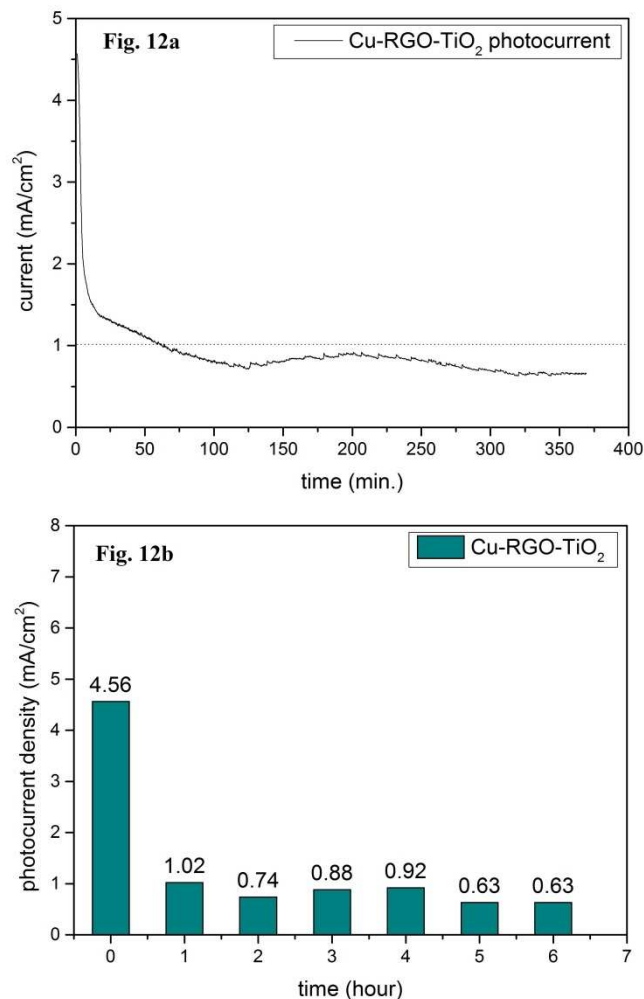 Fig. 12a
Cu-RGO-TiO₂ photocurrent
current (mA/cm²)
5
4
3
2
1
0
0 50 100 150 200 250 300 350 400
time (min.)
Fig. 12b
Cu-RGO-TiO₂
photocurrent density (mA/cm²)
8
7
6
5
4
3
2
1
0
4.56
1.02
0.74
0.88
0.92
0.63
0.63
0 1 2 3 4 5 6 7
time (hour)